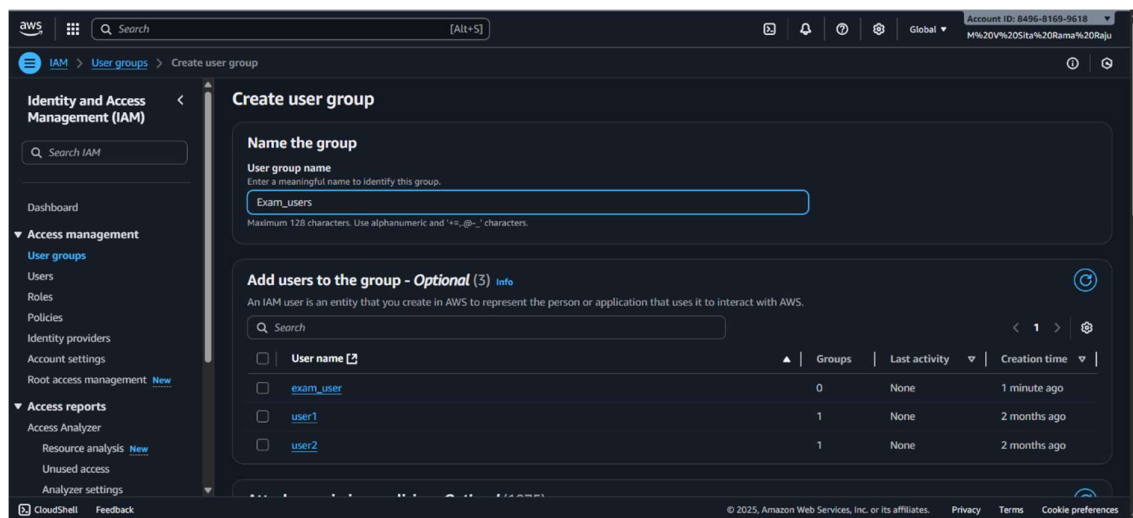 aws
Search [Alt+S]
Global
Account ID: 8496-8169-9618
M%20V%20Sita%20Rama%20Raju
IAM > User groups > Create user group
Identity and Access Management (IAM)
Search IAM
Dashboard
Access management
User groups
Users
Roles
Policies
Identity providers
Account settings
Root access management New
Access reports
Access Analyzer
Resource analysis New
Unused access
Analyzer settings
Create user group
Name the group
User group name
Enter a meaningful name to identify this group.
Exam_users
Maximum 128 characters. Use alphanumeric and '+=,.@-_' characters.
Add users to the group - Optional (3) Info
An IAM user is an entity that you create in AWS to represent the person or application that uses it to interact with AWS.
Search
1
User name Groups Last activity Creation time
exam_user 0 None 1 minute ago
user1 1 None 2 months ago
user2 1 None 2 months ago
CloudShell Feedback
© 2025, Amazon Web Services, Inc. or its affiliates. Privacy Terms Cookie preferences